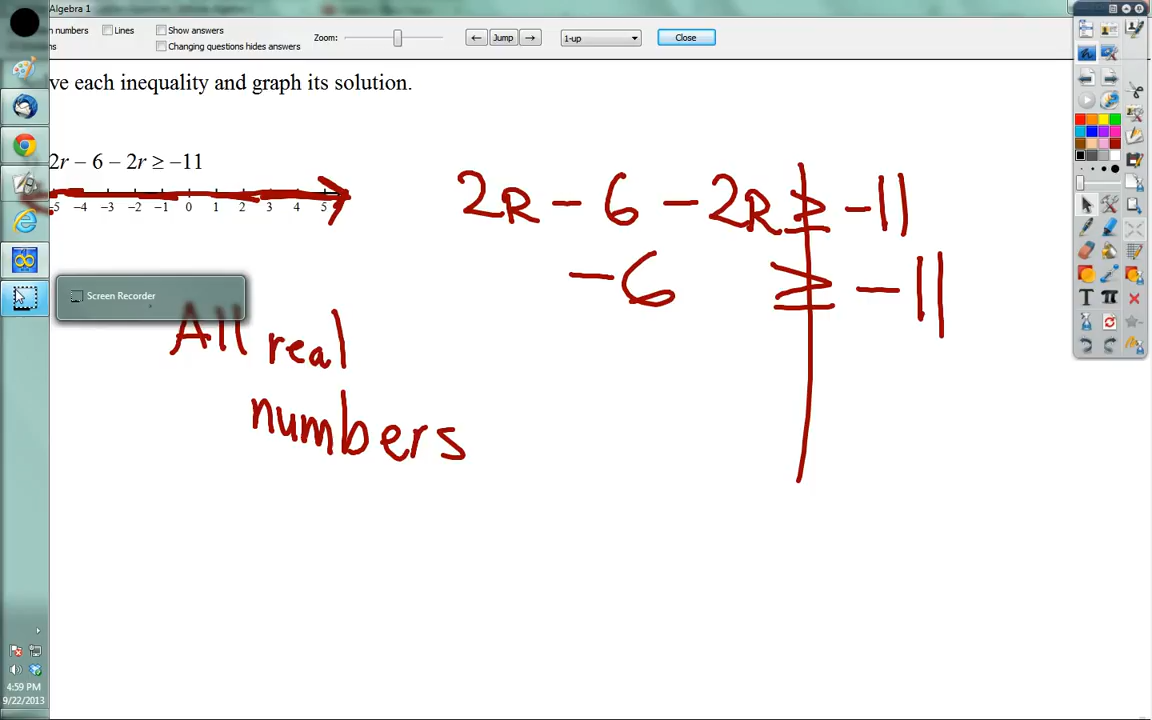 Algebra 1
n numbers
Lines
Show answers
Changing questions hides answers
Zoom:
Jump
1-up
Close
ve each inequality and graph its solution.
2r – 6 – 2r ≥ –11
-5 –4 –3 –2 –1 0 1 2 3 4 5
2R – 6 – 2R ≥ –11
–6 ≥ –11
Screen Recorder
All real
numbers
4:59 PM
9/22/2013